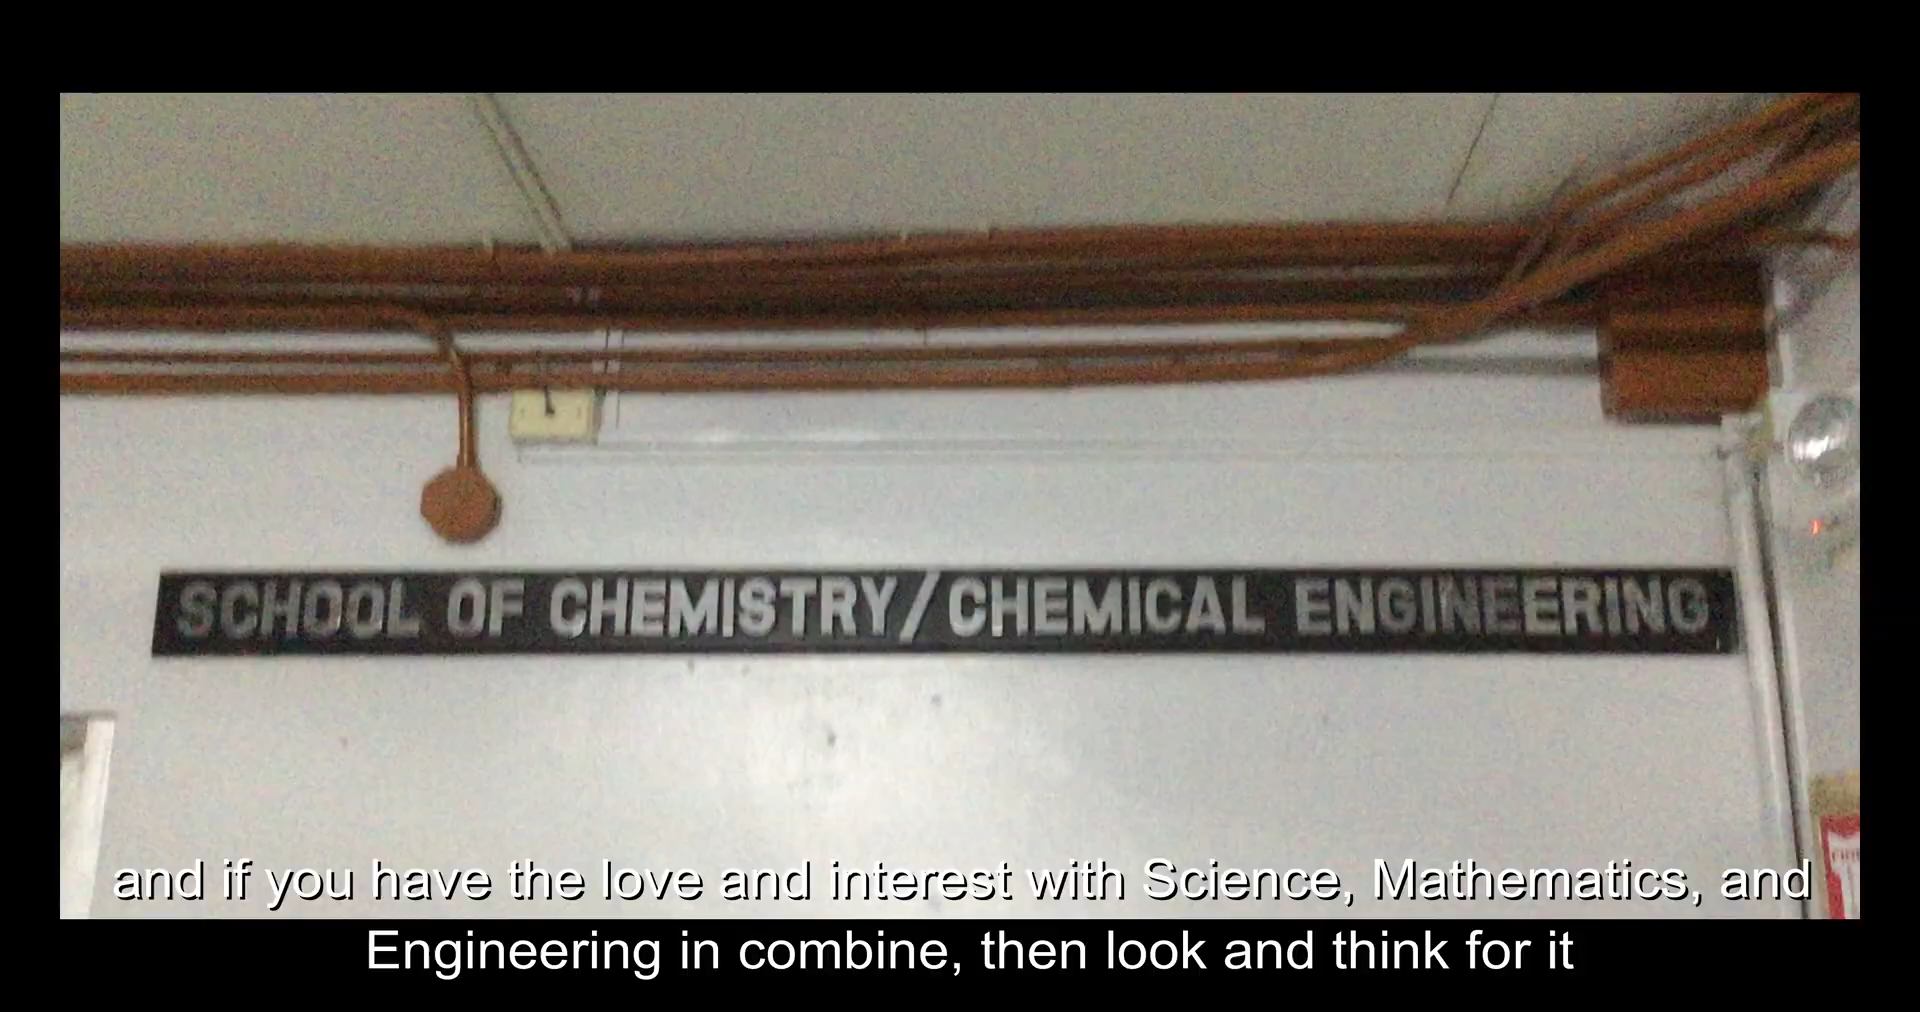 SCHOOL OF CHEMISTRY/CHEMICAL ENGINEERING
and if you have the love and interest with Science, Mathematics, and
Engineering in combine, then look and think for it